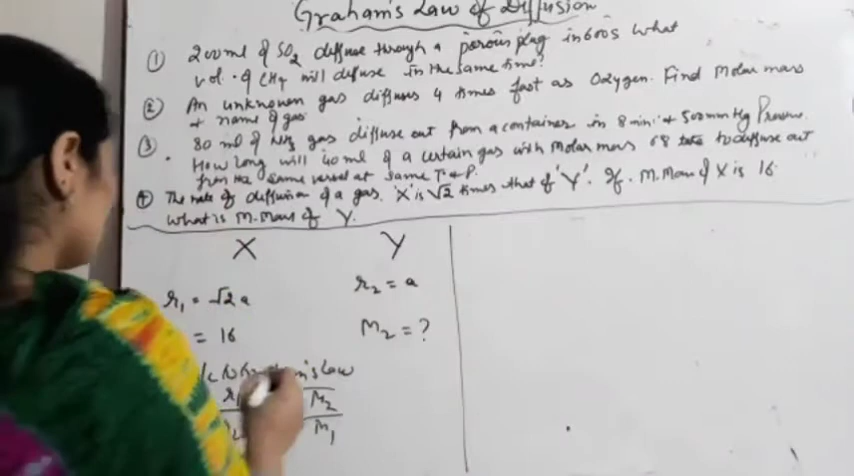 Graham's Law of Diffusion
① 200ml of SO2 diffuse through a porous plug in 600s What
vol. of CH4 will diffuse in the same time?
② An unknown gas diffuses 4 times fast as Oxygen. Find Molar mass
+ name of gas
③ 80 ml of gas diffuse out from a container in 8 min. + 500mm Hg Pressure.
How long will 40 ml of a certain gas with Molar mass 68 take to diffuse out
from the same vessel at same T & P.
④ The rate of diffusion of a gas 'X' is √2 times that of 'Y'. If M.Mass of X is 16
what is M.Mass of Y.
X Y
r1 = √2a r2 = a
= 16 M2 = ?
's law
r1 M2
M1